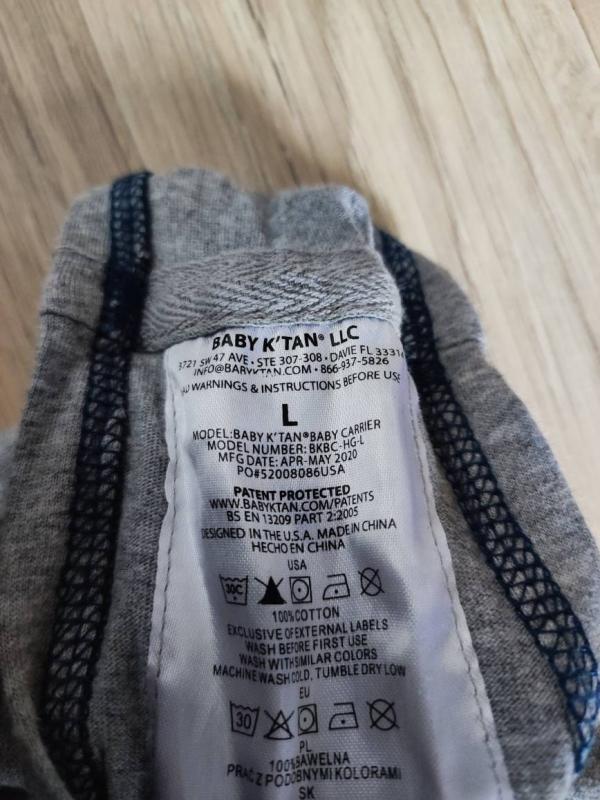 BABY K'TAN® LLC
3721 SW 47 AVE • STE 307-308 • DAVIE FL 3331
INFO@BABYKTAN.COM • 866-937-5826
WARNINGS & INSTRUCTIONS BEFORE USE
L
MODEL:BABY K'TAN®BABY CARRIER
MODEL NUMBER: BKBC-HG-L
MFG DATE: APR-MAY 2020
PO#52008086USA
PATENT PROTECTED
WWW.BABYKTAN.COM/PATENTS
BS EN 13209 PART 2:2005
DESIGNED IN THE U.S.A. MADE IN CHINA
HECHO EN CHINA
USA
30C
100%COTTON
EXCLUSIVE OF EXTERNAL LABELS
WASH BEFORE FIRST USE
WASH WITH SIMILAR COLORS
MACHINE WASH COLD, TUMBLE DRY LOW
EU
30
PL
100%BAWELNA
PRAĆ Z PODOBNYMI KOLORAMI
SK